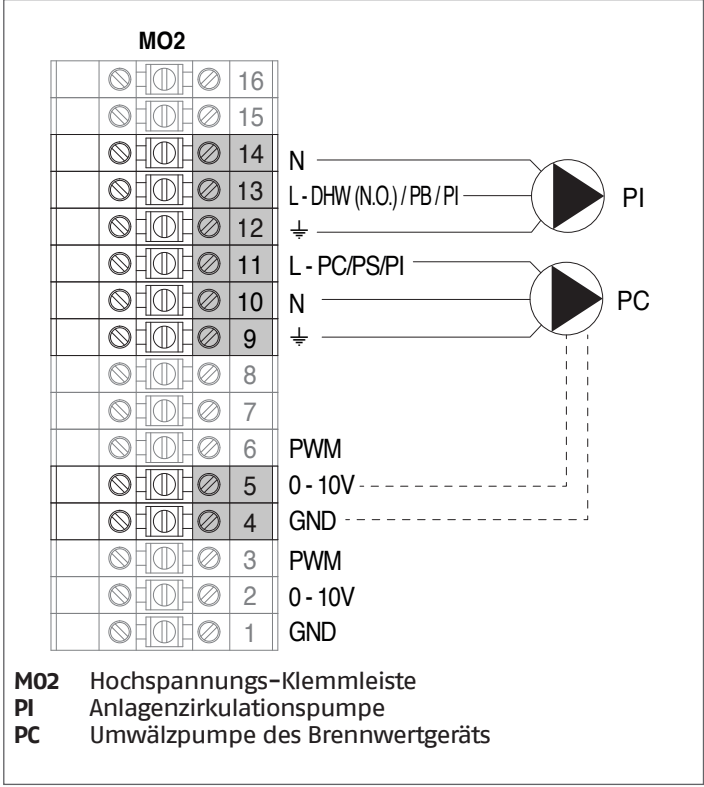 MO2
16
15
14 N
13 L - DHW (N.O.) / PB / PI PI
12
11 L - PC/PS/PI
10 N PC
9
8
7
6 PWM
5 0 - 10V
4 GND
3 PWM
2 0 - 10V
1 GND
MO2 Hochspannungs-Klemmleiste
PI Anlagenzirkulationspumpe
PC Umwälzpumpe des Brennwertgeräts